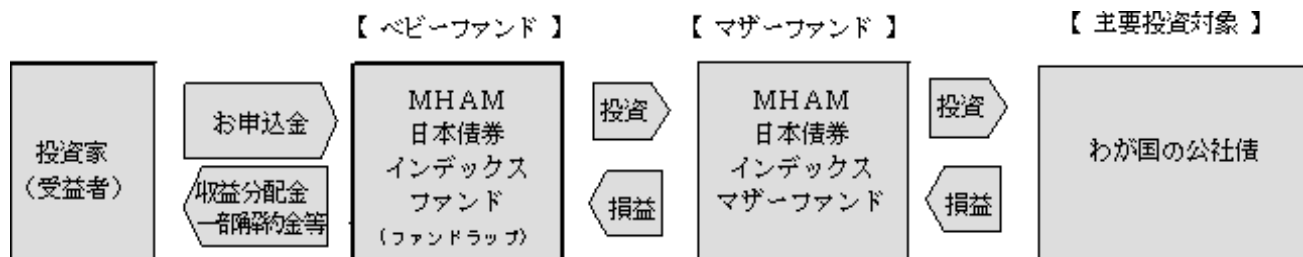 【 ベビーファンド 】
【 マザーファンド 】
【 主要投資対象 】
投資家
（受益者）
お申込金
収益分配金
一部解約金等
ＭＨＡＭ
日本債券
インデックス
ファンド
（ファンドラップ）
投資
損益
ＭＨＡＭ
日本債券
インデックス
マザーファンド
投資
損益
わが国の公社債